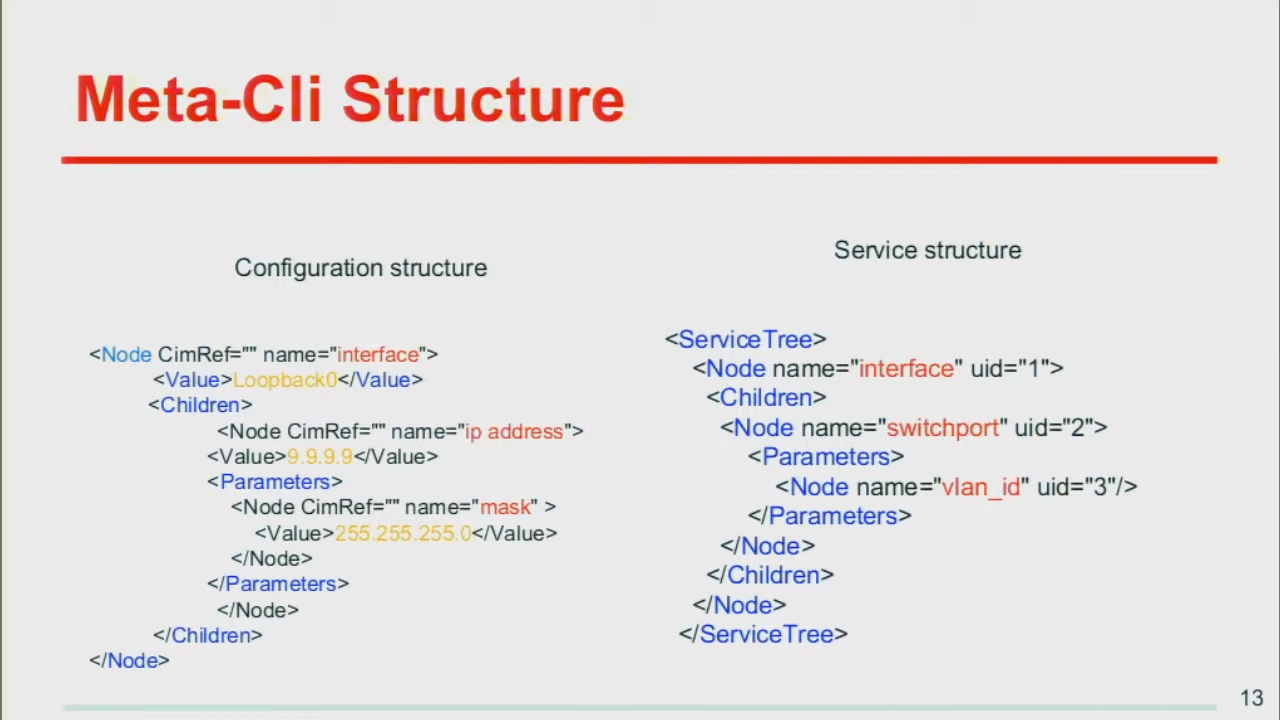 Meta-Cli Structure
Configuration structure
<Node CimRef="" name="interface">
<Value>Loopback0</Value>
<Children>
<Node CimRef="" name="ip address">
<Value>9.9.9.9</Value>
<Parameters>
<Node CimRef="" name="mask" >
<Value>255.255.255.0</Value>
</Node>
</Parameters>
</Node>
</Children>
</Node>
Service structure
<ServiceTree>
<Node name="interface" uid="1">
<Children>
<Node name="switchport" uid="2">
<Parameters>
<Node name="vlan_id" uid="3"/>
</Parameters>
</Node>
</Children>
</Node>
</ServiceTree>
13